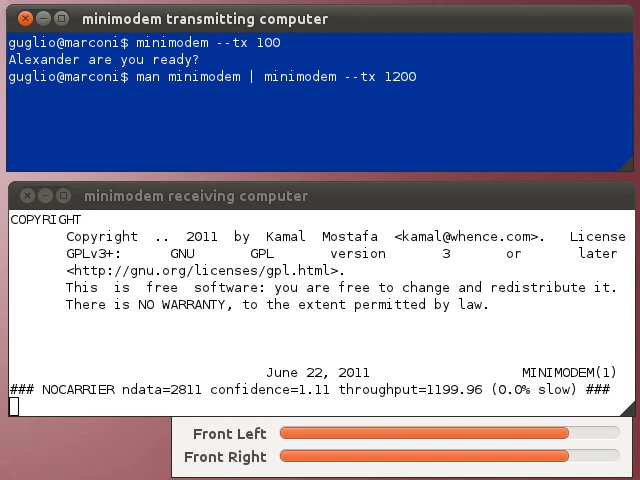 minimodem transmitting computer
guglio@marconi$ minimodem --tx 100
Alexander are you ready?
guglio@marconi$ man minimodem | minimodem --tx 1200
minimodem receiving computer
COPYRIGHT
Copyright .. 2011 by Kamal Mostafa <kamal@whence.com>. License
GPLv3+: GNU GPL version 3 or later
<http://gnu.org/licenses/gpl.html>.
This is free software: you are free to change and redistribute it.
There is NO WARRANTY, to the extent permitted by law.
June 22, 2011 MINIMODEM(1)
### NOCARRIER ndata=2811 confidence=1.11 throughput=1199.96 (0.0% slow) ###
Front Left
Front Right